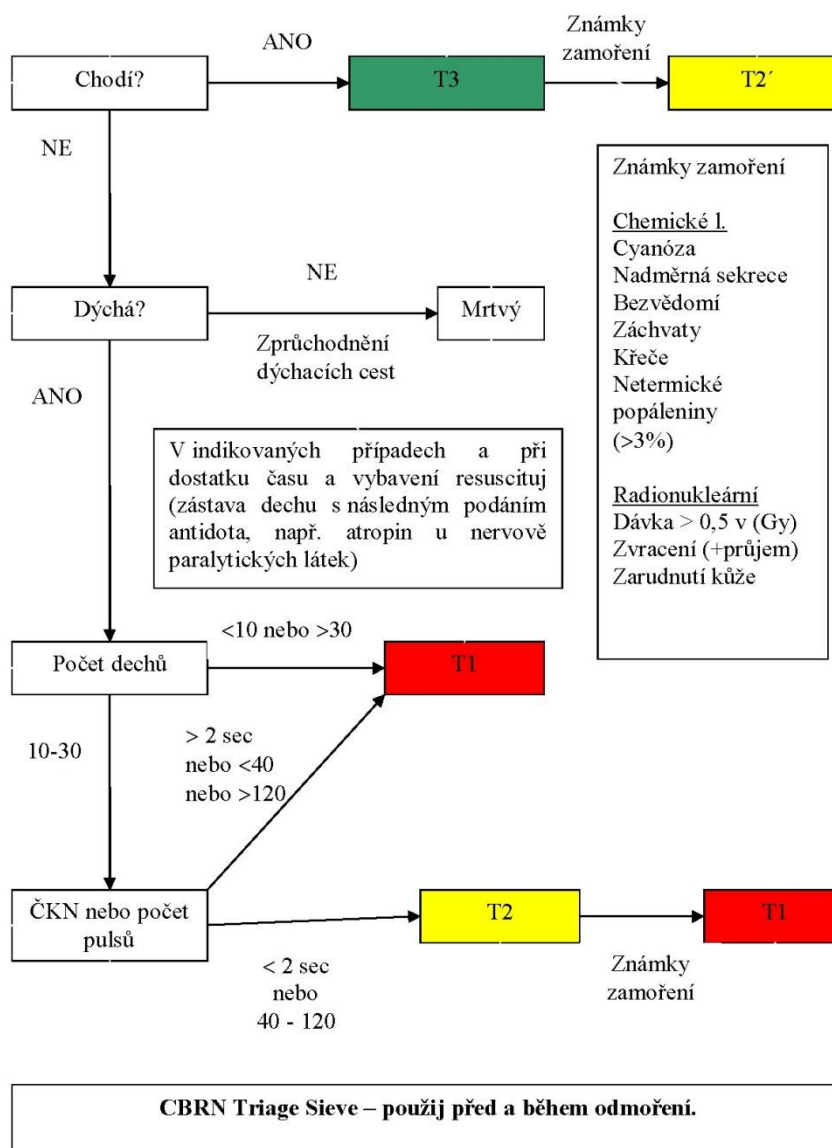 ANO
Známky
zamoření
Chodí?
T3
T2´
NE
Známky zamoření
Chemické l.
Cyanóza
Nadměrná sekrece
Bezvědomí
Záchvaty
Křeče
Netermické
popáleniny
(>3%)
Radionukleární
Dávka > 0,5 v (Gy)
Zvracení (+průjem)
Zarudnutí kůže
NE
Dýchá?
Mrtvý
Zprůchodnění
dýchacích cest
ANO
V indikovaných případech a při
dostatku času a vybavení resuscituj
(zástava dechu s následným podáním
antidota, např. atropin u nervově
paralytických látek)
<10 nebo >30
Počet dechů
T1
10-30
> 2 sec
nebo <40
nebo >120
ČKN nebo počet
pulsů
T2
T1
< 2 sec
nebo
40 - 120
Známky
zamoření
CBRN Triage Sieve – použij před a během odmoření.